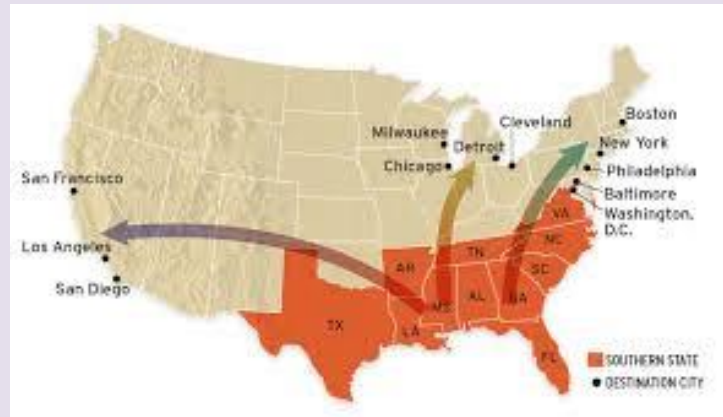 Boston
Cleveland
Milwaukee
New York
Detroit
Chicago
Philadelphia
San Francisco
Baltimore
Washington,
D.C.
VA
Los Angeles
TN
NC
AR
SC
San Diego
MS
AL
GA
TX
LA
FL
SOUTHERN STATE
DESTINATION CITY